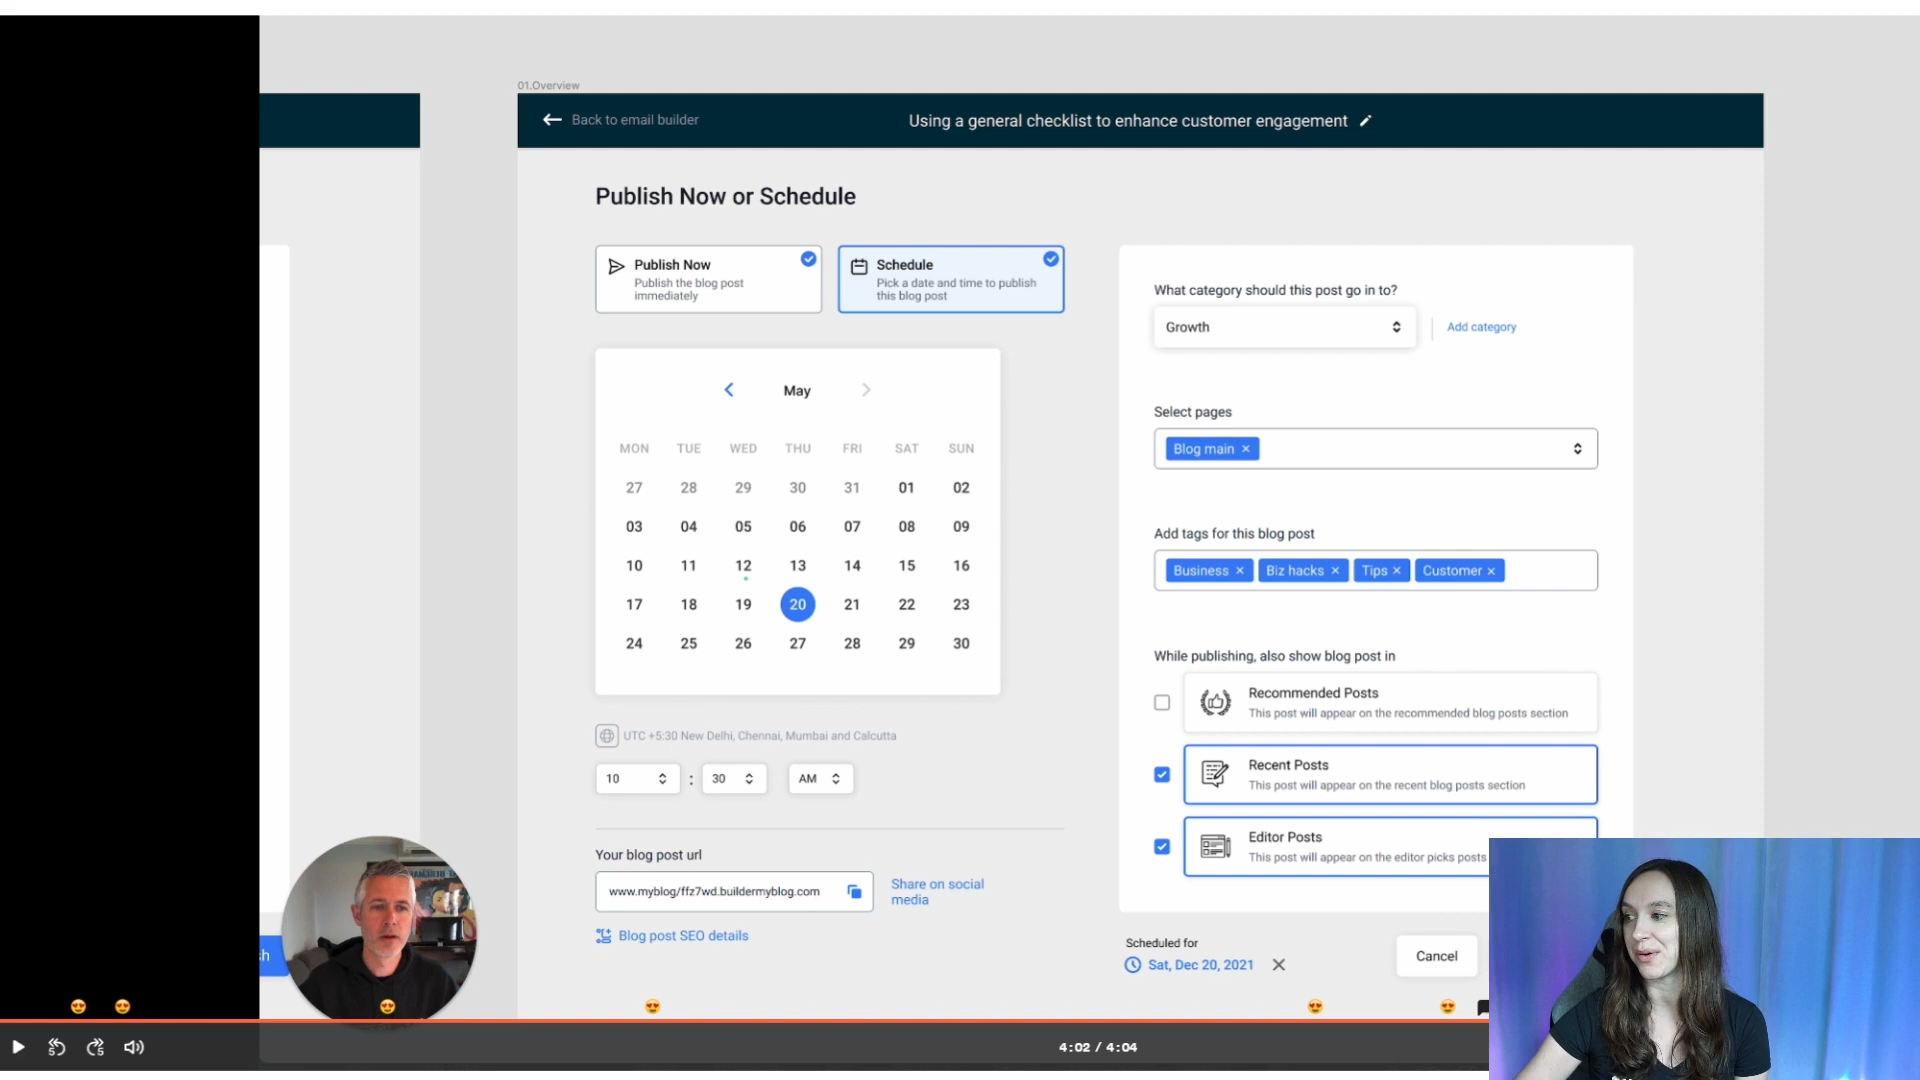 01.Overview
Back to email builder
Using a general checklist to enhance customer engagement
Publish Now or Schedule
Publish Now
Publish the blog post
immediately
Schedule
Pick a date and time to publish
this blog post
May
MON TUE WED THU FRI SAT SUN
27 28 29 30 31 01 02
03 04 05 06 07 08 09
10 11 12 13 14 15 16
17 18 19 20 21 22 23
24 25 26 27 28 29 30
UTC +5:30 New Delhi, Chennai, Mumbai and Calcutta
10 : 30 AM
Your blog post url
www.myblog/ffz7wd.buildermyblog.com
Share on social
media
Blog post SEO details
What category should this post go in to?
Growth
Add category
Select pages
Blog main ×
Add tags for this blog post
Business × Biz hacks × Tips × Customer ×
While publishing, also show blog post in
Recommended Posts
This post will appear on the recommended blog posts section
Recent Posts
This post will appear on the recent blog posts section
Editor Posts
This post will appear on the editor picks posts
Scheduled for
Sat, Dec 20, 2021
Cancel
sh
5 5
4:02 / 4:04